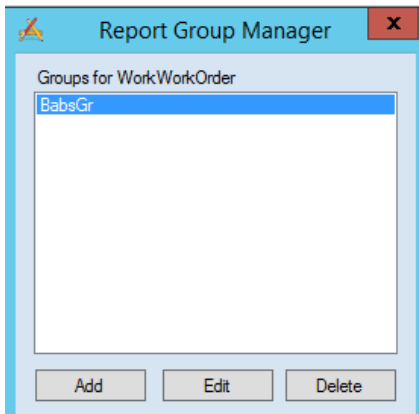 Report Group Manager
x
Groups for WorkWorkOrder
BabsGr
Add Edit Delete